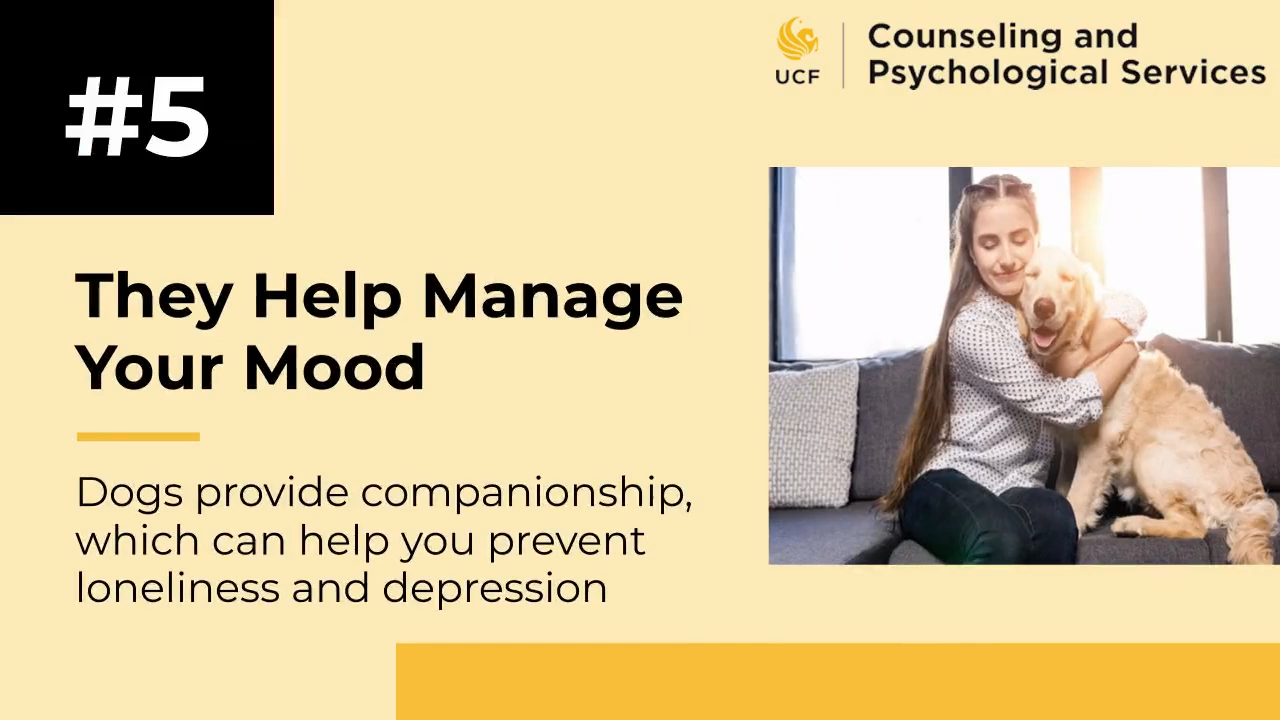 #5
UCF
Counseling and
Psychological Services
They Help Manage
Your Mood
Dogs provide companionship,
which can help you prevent
loneliness and depression